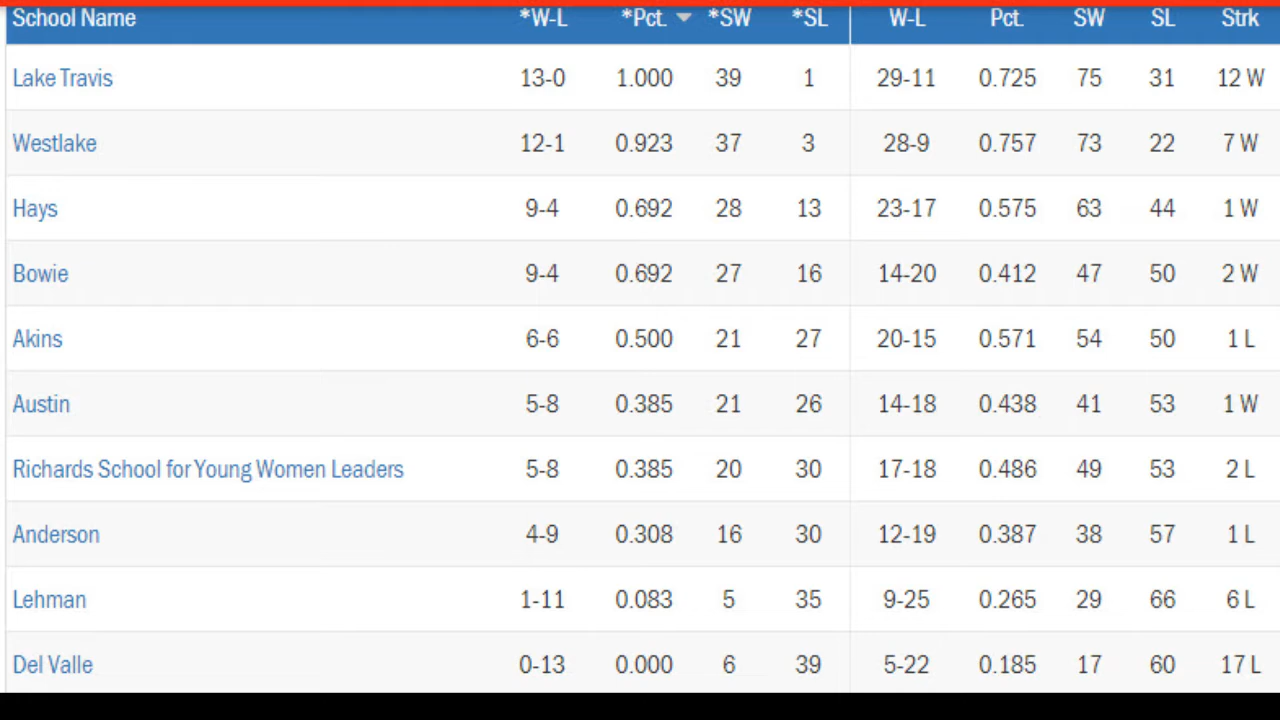 School Name *W-L *Pct. *SW *SL W-L Pct. SW SL Strk
Lake Travis 13-0 1.000 39 1 29-11 0.725 75 31 12 W
Westlake 12-1 0.923 37 3 28-9 0.757 73 22 7 W
Hays 9-4 0.692 28 13 23-17 0.575 63 44 1 W
Bowie 9-4 0.692 27 16 14-20 0.412 47 50 2 W
Akins 6-6 0.500 21 27 20-15 0.571 54 50 1 L
Austin 5-8 0.385 21 26 14-18 0.438 41 53 1 W
Richards School for Young Women Leaders 5-8 0.385 20 30 17-18 0.486 49 53 2 L
Anderson 4-9 0.308 16 30 12-19 0.387 38 57 1 L
Lehman 1-11 0.083 5 35 9-25 0.265 29 66 6 L
Del Valle 0-13 0.000 6 39 5-22 0.185 17 60 17 L